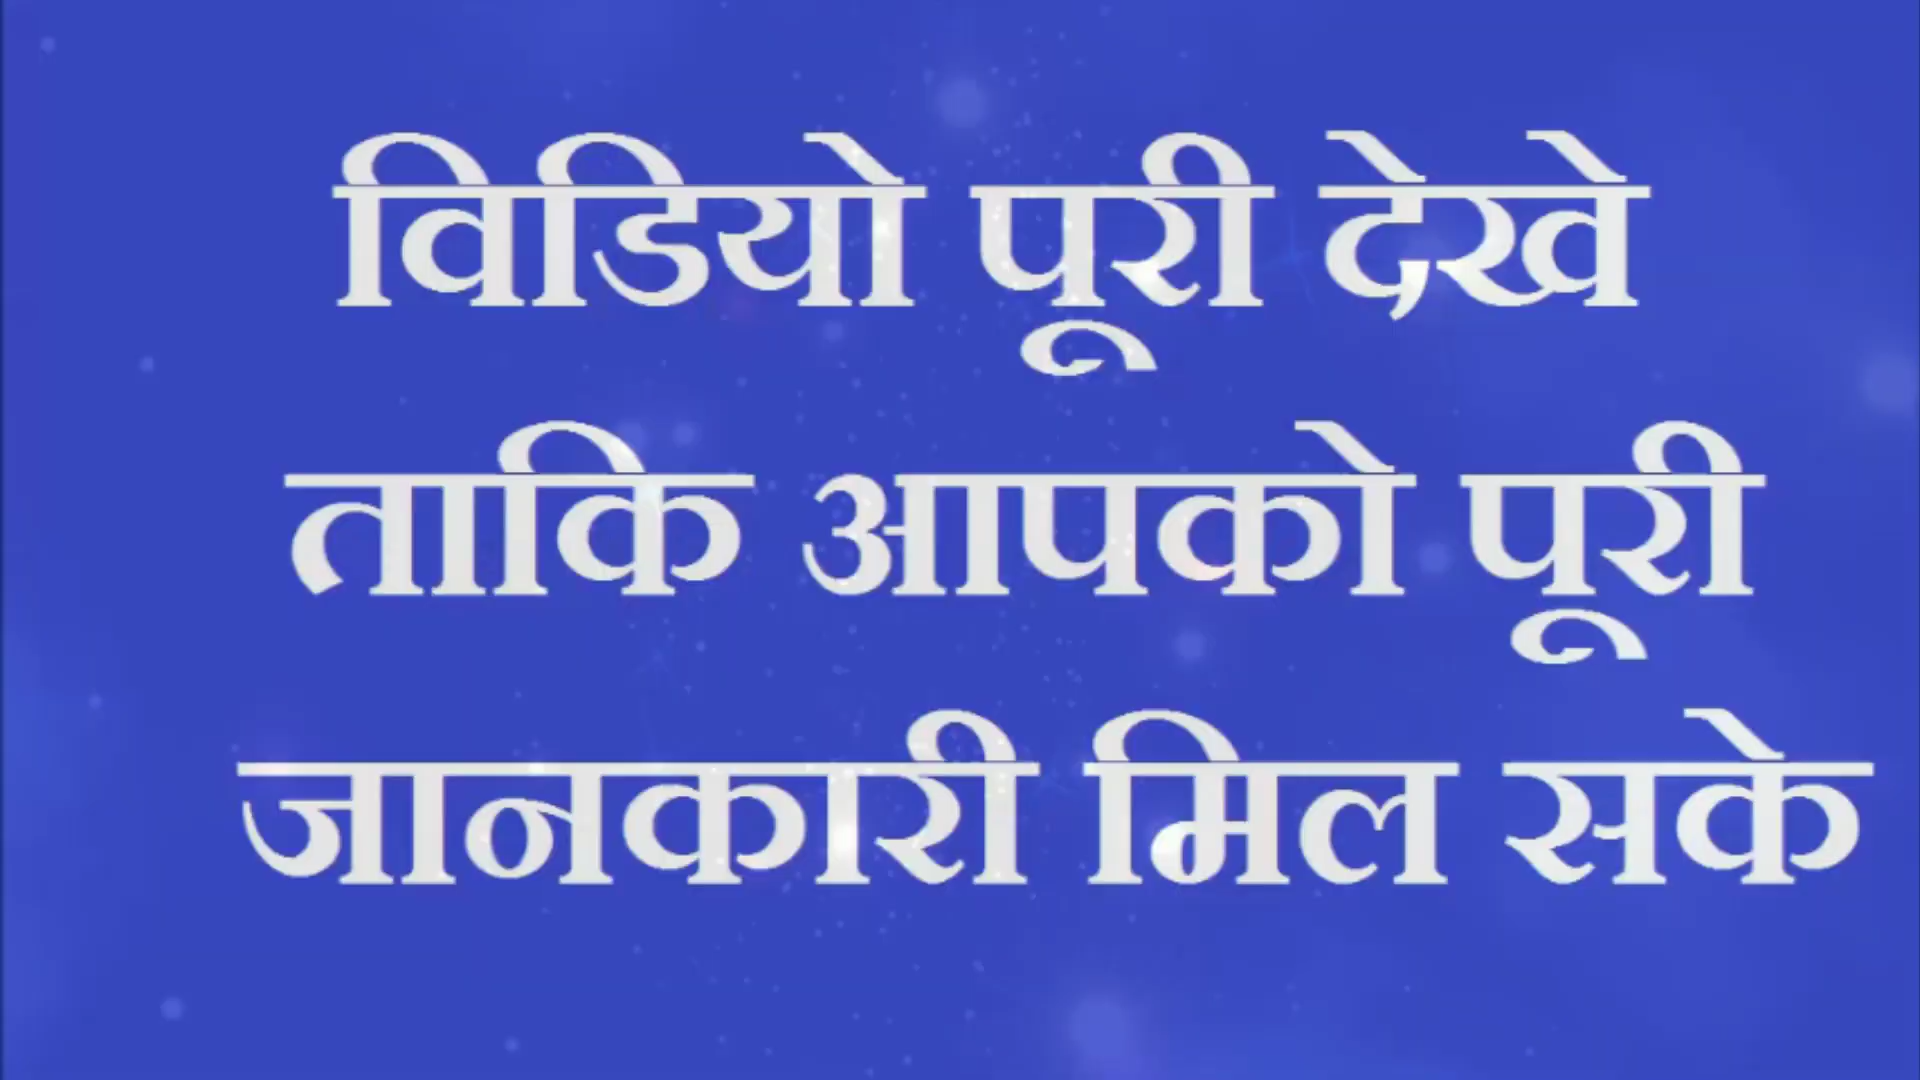 विडियो पूरी देखे
ताकि आपको पूरी
जानकारी मिल सके